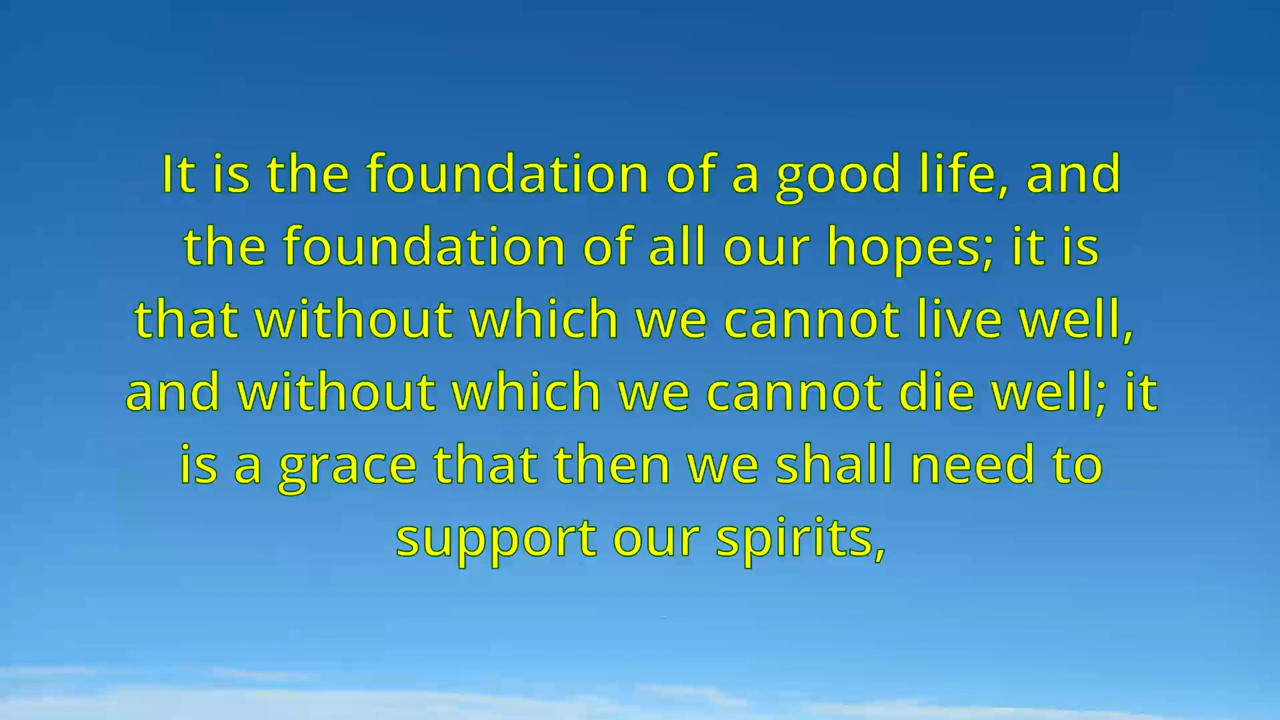 It is the foundation of a good life, and
the foundation of all our hopes; it is
that without which we cannot live well,
and without which we cannot die well; it
is a grace that then we shall need to
support our spirits,